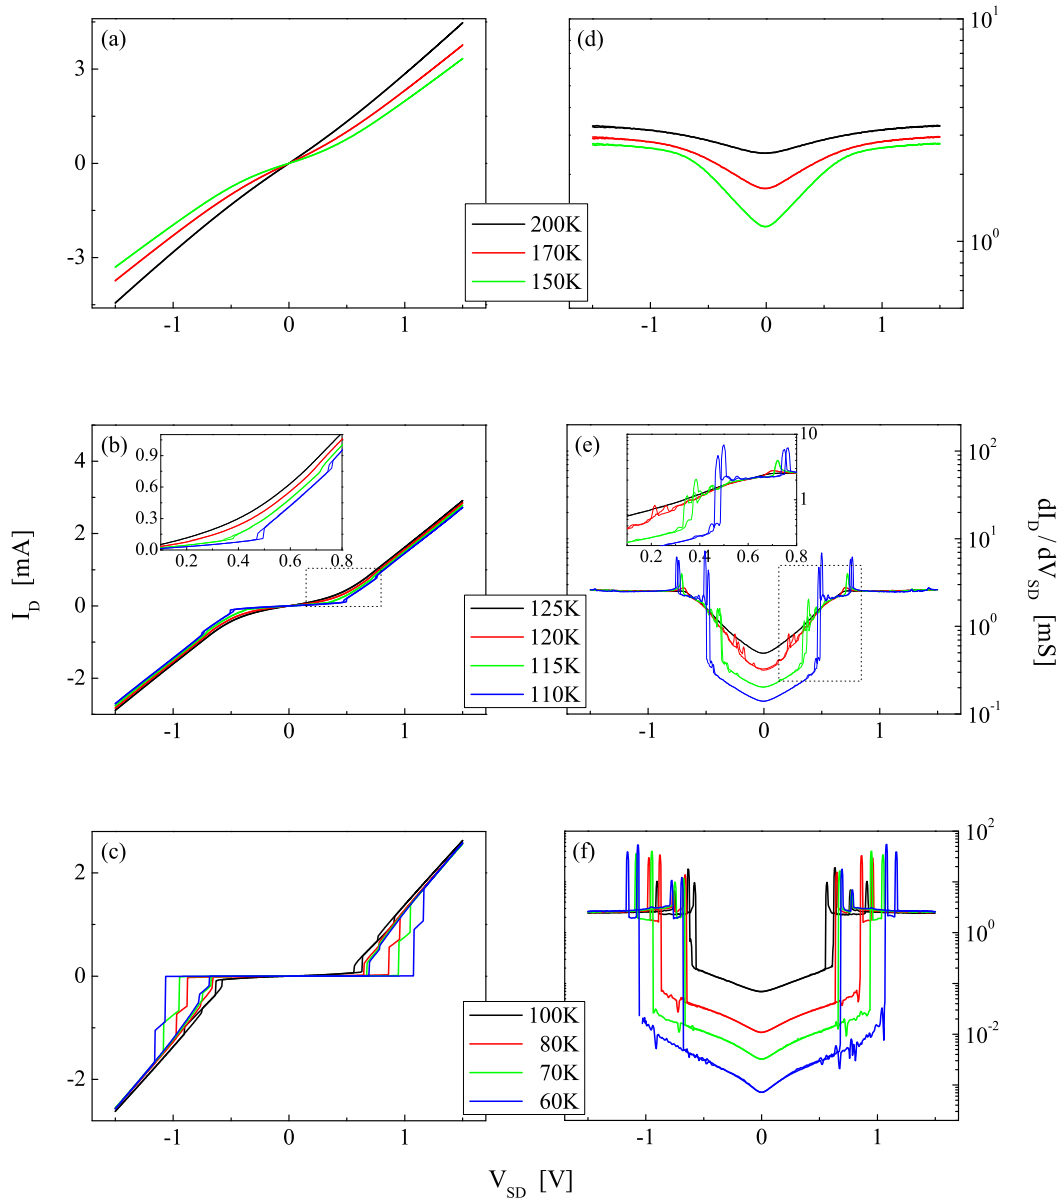 (a)
3
0
-3
-1
0
1
200K
170K
150K
(d)
10^1
10^0
-1
0
1
(b)
4
2
0
-2
0.9
0.6
0.3
0.0
0.2
0.4
0.6
0.8
-1
0
1
125K
120K
115K
110K
(e)
10
1
0.2
0.4
0.6
0.8
10^2
10^1
10^0
10^-1
-1
0
1
I_D [mA]
dI_D / dV_SD [mS]
(c)
2
0
-2
-1
0
1
100K
80K
70K
60K
(f)
10^2
10^0
10^-2
-1
0
1
V_SD [V]